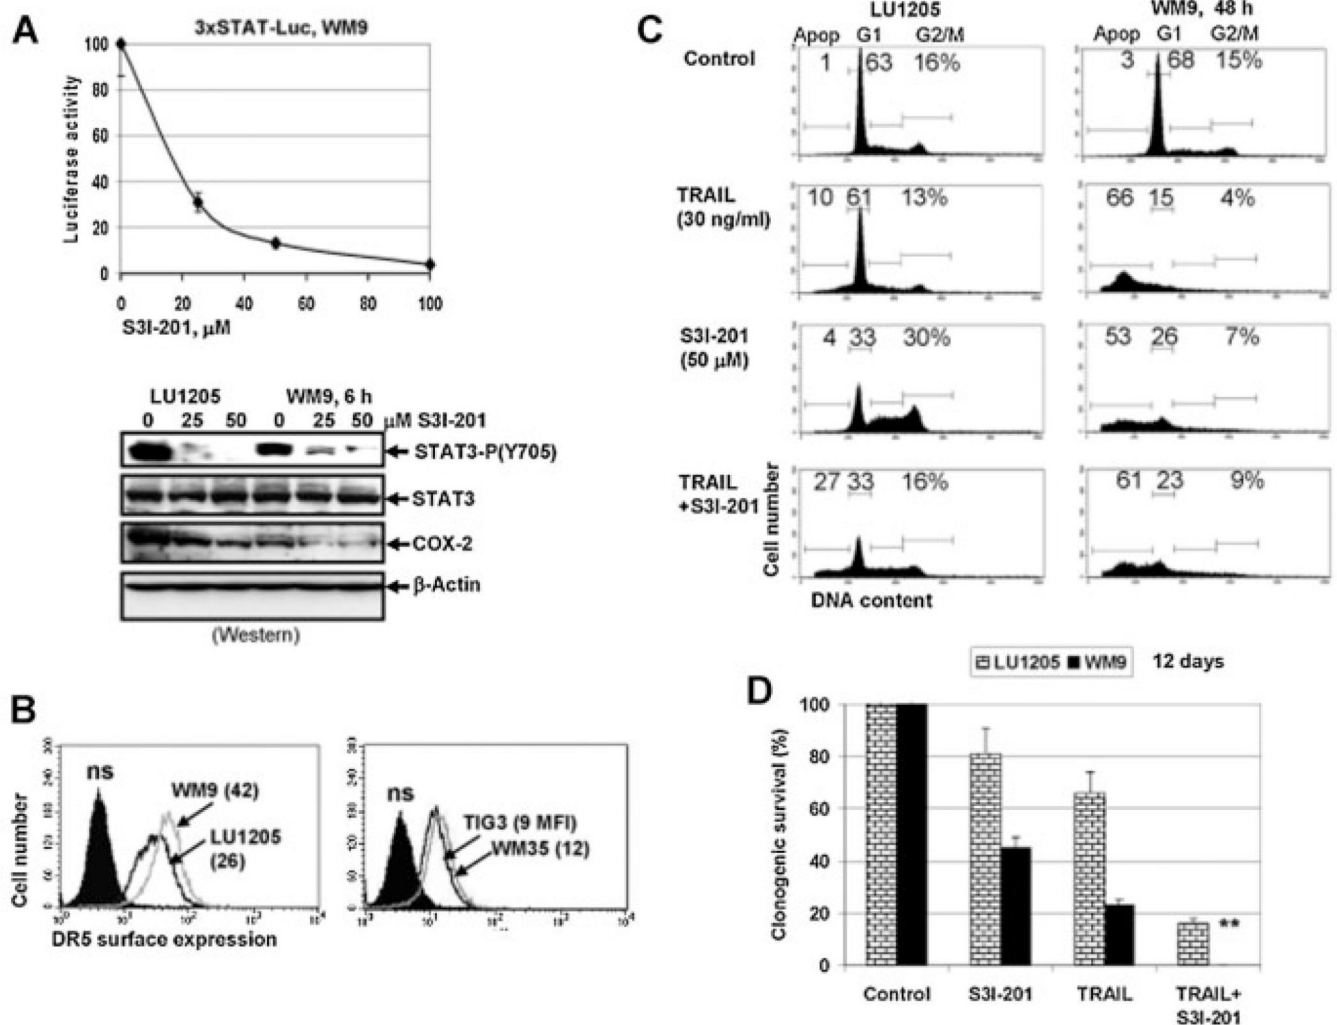 A
3xSTAT-Luc, WM9
100
80
60
40
20
0
Luciferase activity
0 20 40 60 80 100
S3I-201, µM
LU1205 WM9, 6 h
0 25 50 0 25 50 µM S3I-201
STAT3-P(Y705)
STAT3
COX-2
β-Actin
(Western)
B
ns
WM9 (42)
LU1205
(26)
Cell number
DR5 surface expression
ns
TIG3 (9 MFI)
WM35 (12)
C
LU1205 WM9, 48 h
Apop G1 G2/M Apop G1 G2/M
Control 1 63 16% 3 68 15%
TRAIL 10 61 13% 66 15 4%
(30 ng/ml)
S3I-201 4 33 30% 53 26 7%
(50 µM)
TRAIL 27 33 16% 61 23 9%
+S3I-201
Cell number
DNA content
D
LU1205 WM9 12 days
100
80
60
40
20
0
Clonogenic survival (%)
**
Control S3I-201 TRAIL TRAIL+
S3I-201